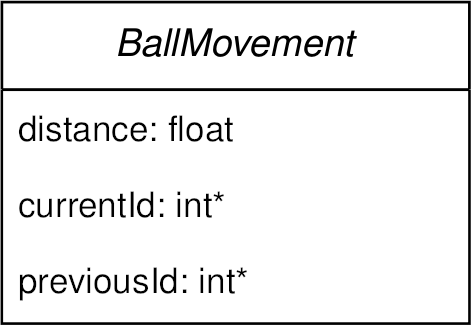 BallMovement
distance: float
currentId: int*
previousId: int*